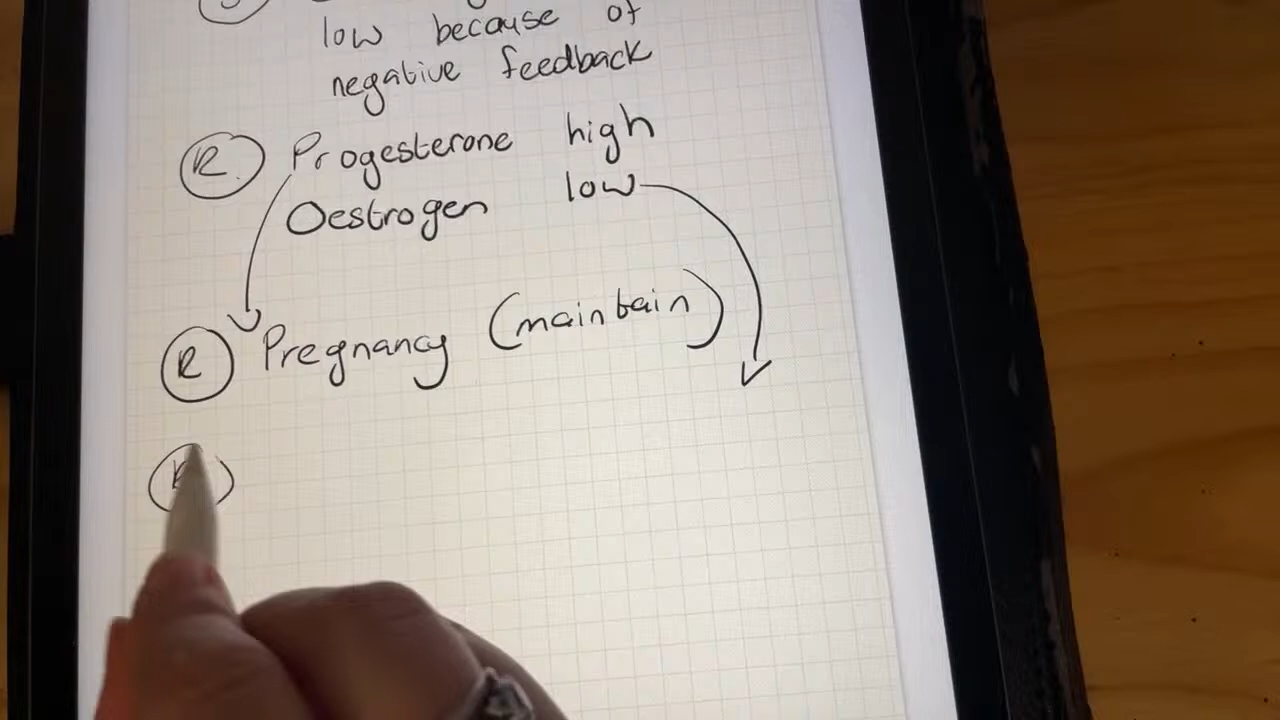 low because of
negative feedback
R Progesterone high
Oestrogen low
R Pregnancy (maintain)
R